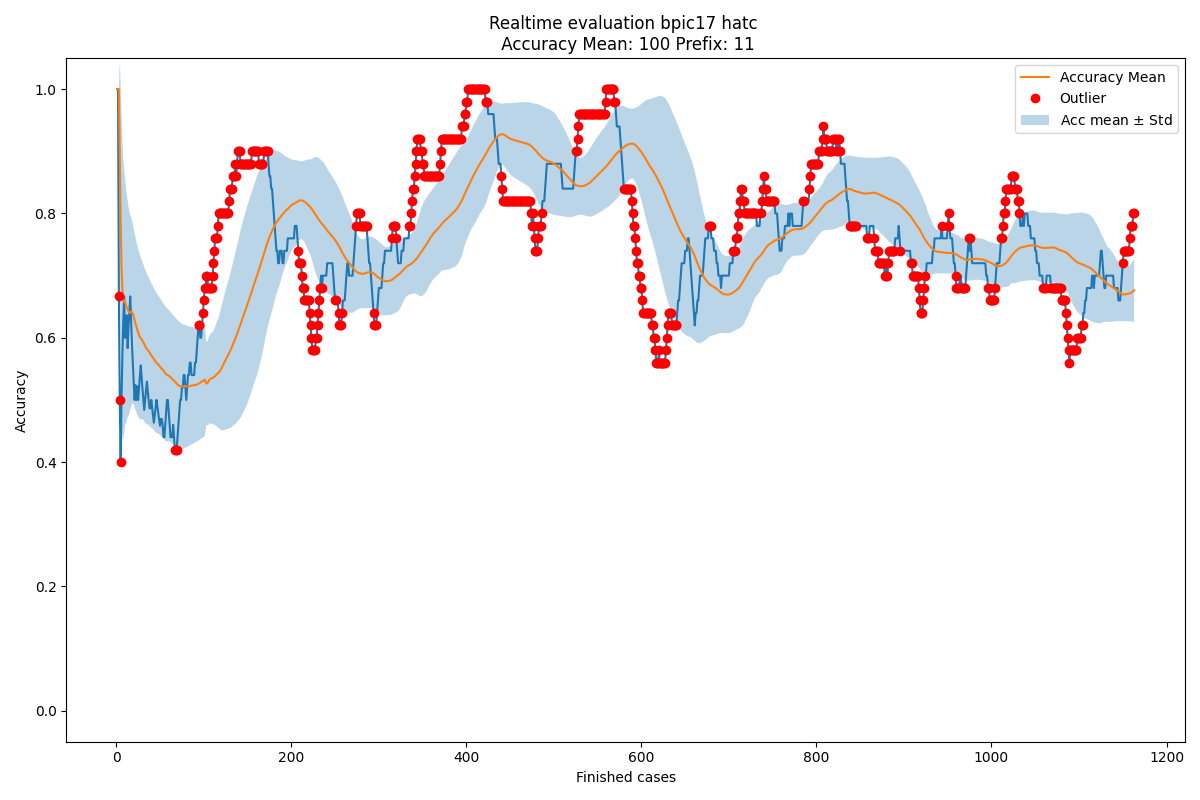 Realtime evaluation bpic17 hatc
Accuracy Mean: 100 Prefix: 11
Accuracy Mean
Outlier
Acc mean ± Std
Accuracy
1.0
0.8
0.6
0.4
0.2
0.0
0
200
400
600
800
1000
1200
Finished cases